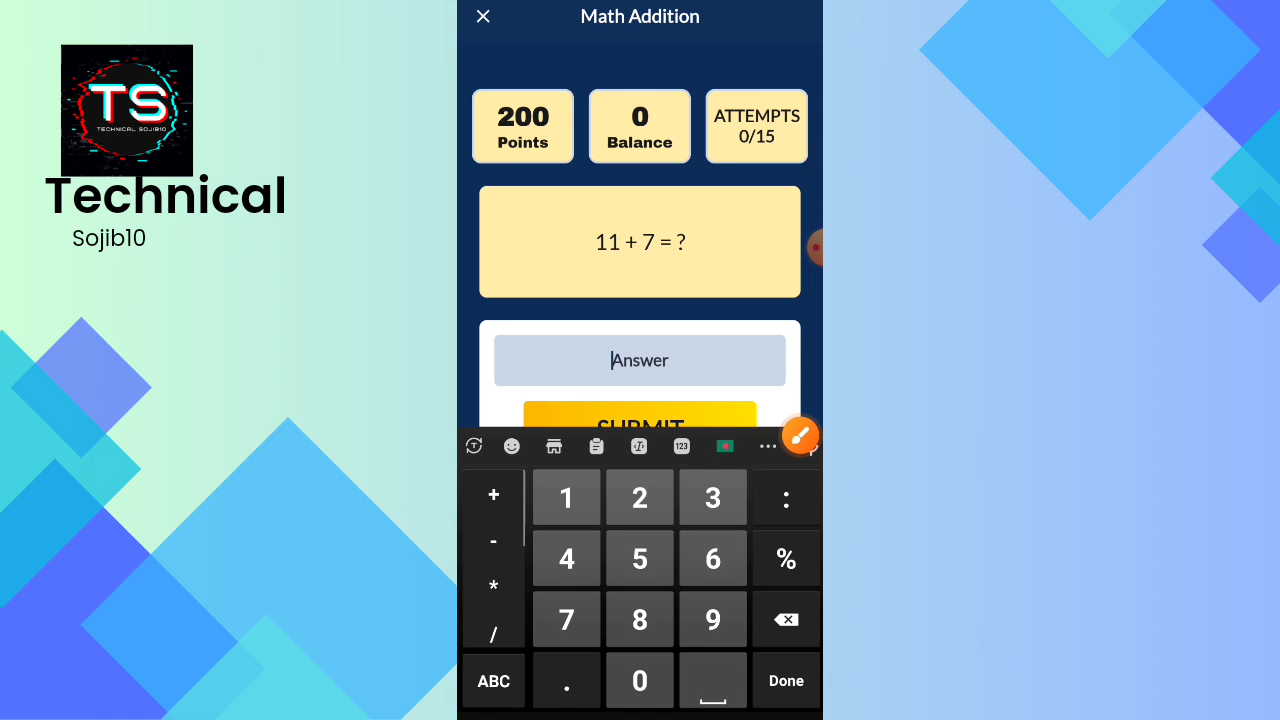 Math Addition
200
Points
0
Balance
ATTEMPTS
0/15
TS
TECHNICAL SOJIB10
Technical
Sojib10
11 + 7 = ?
Answer
SUBMIT
123
+
1
2
3
:
-
4
5
6
%
*
7
8
9
/
ABC
.
0
Done